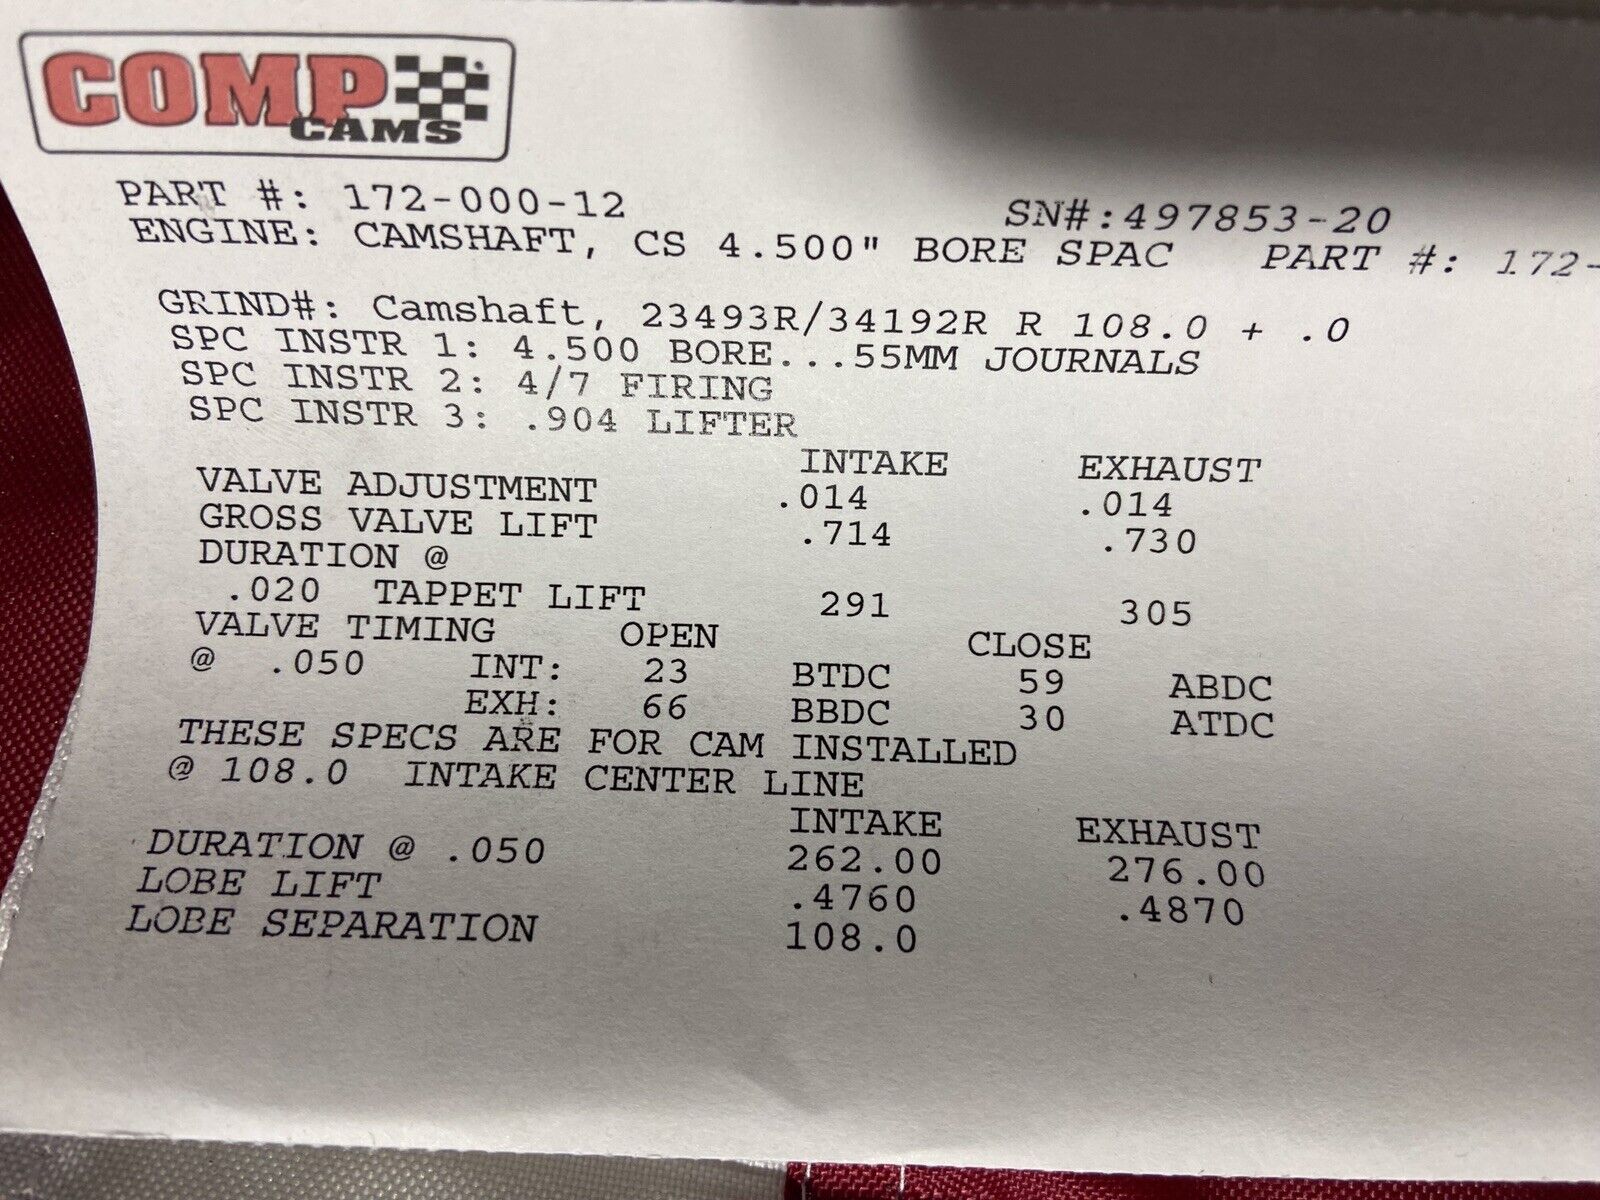 COMP
CAMS
PART #: 172-000-12 SN#:497853-20
ENGINE: CAMSHAFT, CS 4.500" BORE SPAC PART #: 172-
GRIND#: Camshaft, 23493R/34192R R 108.0 + .0
SPC INSTR 1: 4.500 BORE...55MM JOURNALS
SPC INSTR 2: 4/7 FIRING
SPC INSTR 3: .904 LIFTER
INTAKE EXHAUST
VALVE ADJUSTMENT .014 .014
GROSS VALVE LIFT .714 .730
DURATION @
.020 TAPPET LIFT 291 305
VALVE TIMING OPEN CLOSE
@ .050 INT: 23 BTDC 59 ABDC
EXH: 66 BBDC 30 ATDC
THESE SPECS ARE FOR CAM INSTALLED
@ 108.0 INTAKE CENTER LINE
INTAKE EXHAUST
DURATION @ .050 262.00 276.00
LOBE LIFT .4760 .4870
LOBE SEPARATION 108.0